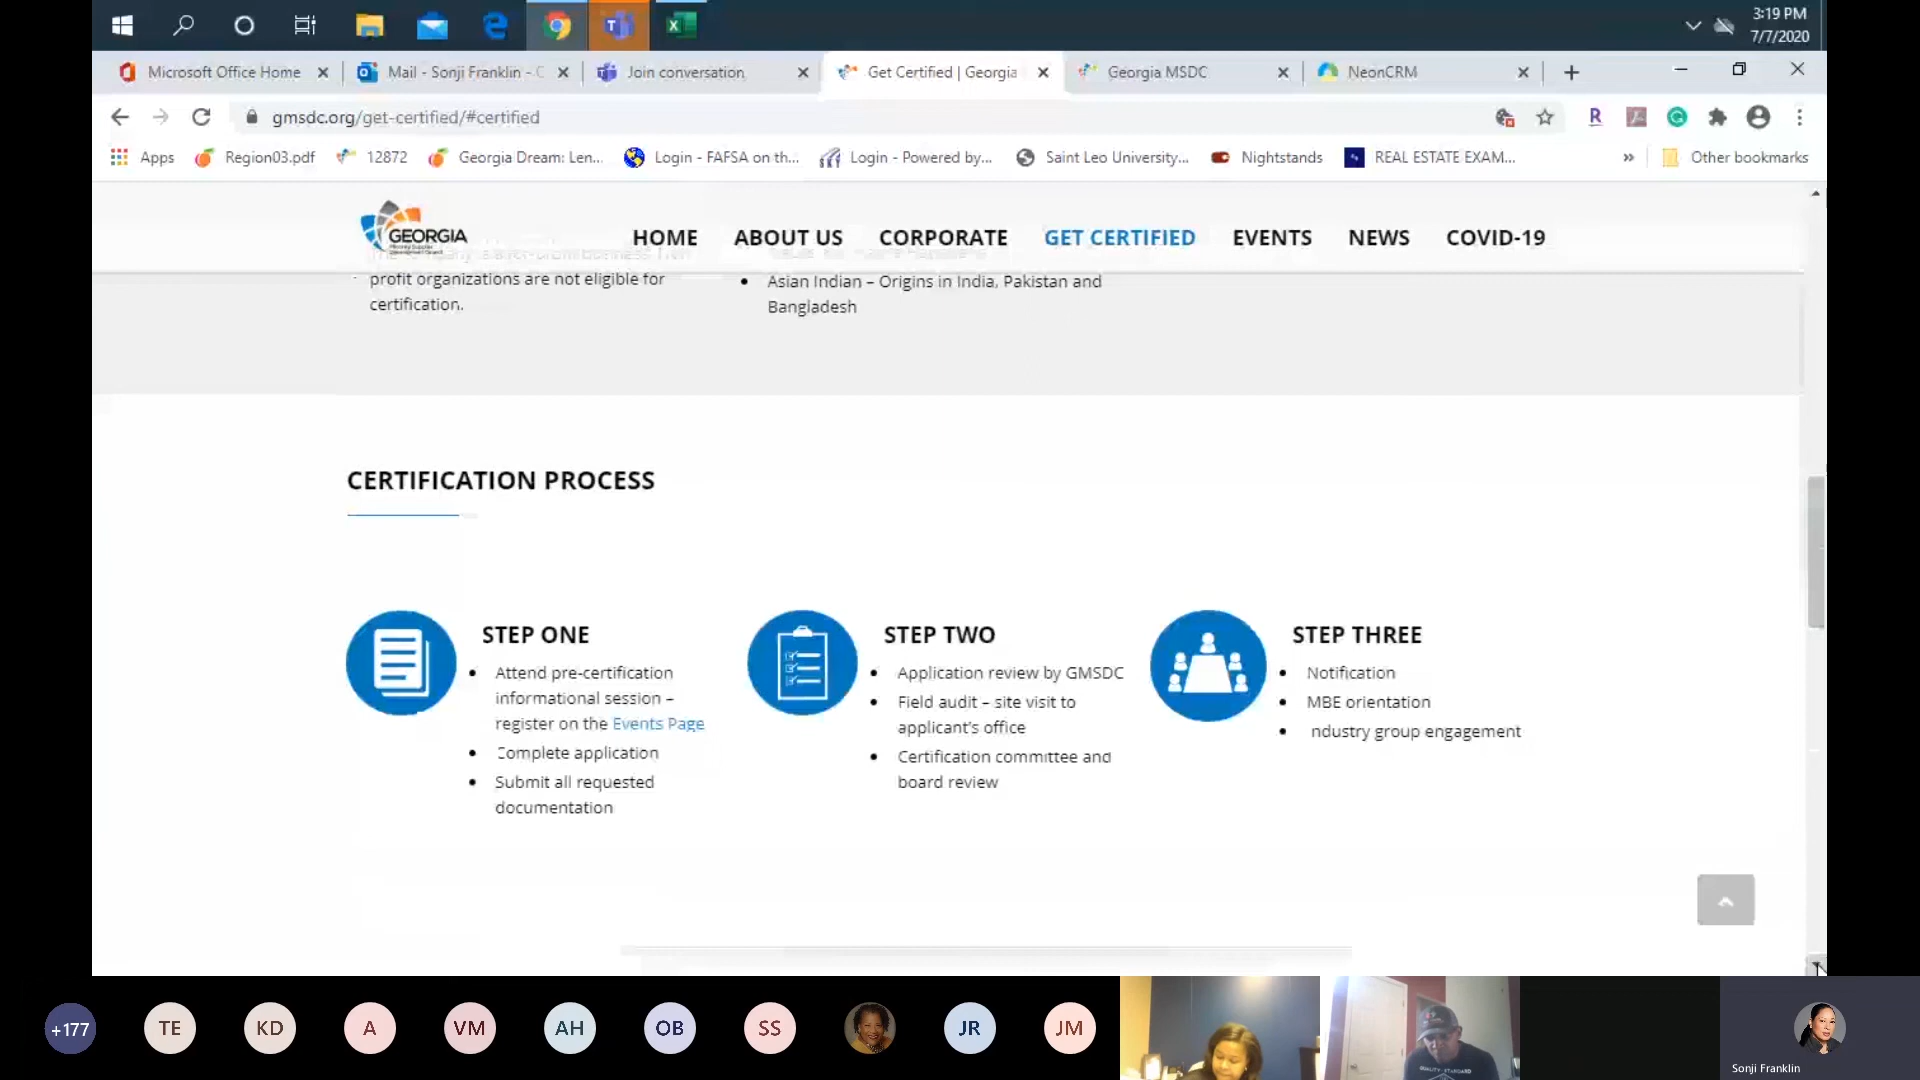 3:19 PM
7/7/2020
Microsoft Office Home
Mail - Sonji Franklin - C
Join conversation
Get Certified | Georgia
Georgia MSDC
NeonCRM
gmsdc.org/get-certified/#certified
Apps
Region03.pdf
12872
Georgia Dream: Len...
Login - FAFSA on th...
Login - Powered by...
Saint Leo University...
Nightstands
REAL ESTATE EXAM...
Other bookmarks
GEORGIA
HOME
ABOUT US
CORPORATE
GET CERTIFIED
EVENTS
NEWS
COVID-19
profit organizations are not eligible for
certification.
Asian Indian – Origins in India, Pakistan and
Bangladesh
CERTIFICATION PROCESS
STEP ONE
Attend pre-certification
informational session –
register on the Events Page
Complete application
Submit all requested
documentation
STEP TWO
Application review by GMSDC
Field audit – site visit to
applicant's office
Certification committee and
board review
STEP THREE
Notification
MBE orientation
ndustry group engagement
+177
TE
KD
A
VM
AH
OB
SS
JR
JM
QUALITY STANDARD
Sonji Franklin